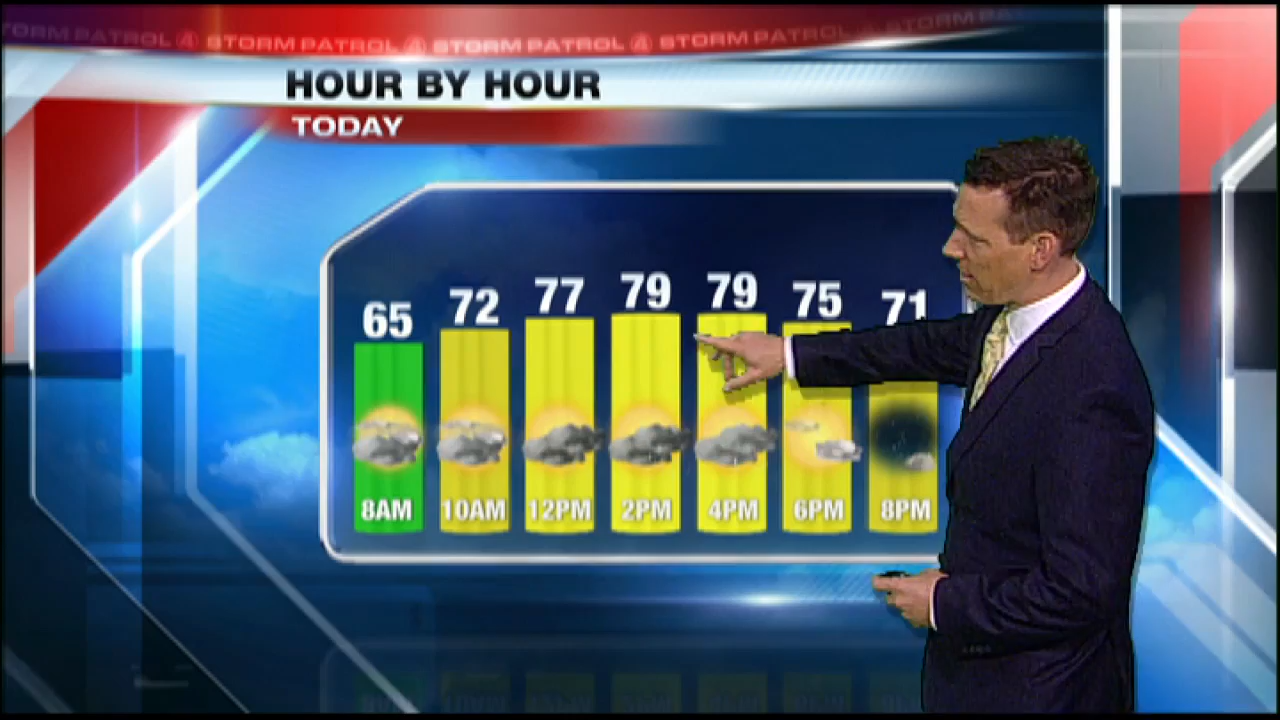 TORM PATROL 4 STORM PATROL 4 STORM PATROL 4 STORM PATROL
HOUR BY HOUR
TODAY
65 72 77 79 79 75 71
8AM 10AM 12PM 2PM 4PM 6PM 8PM